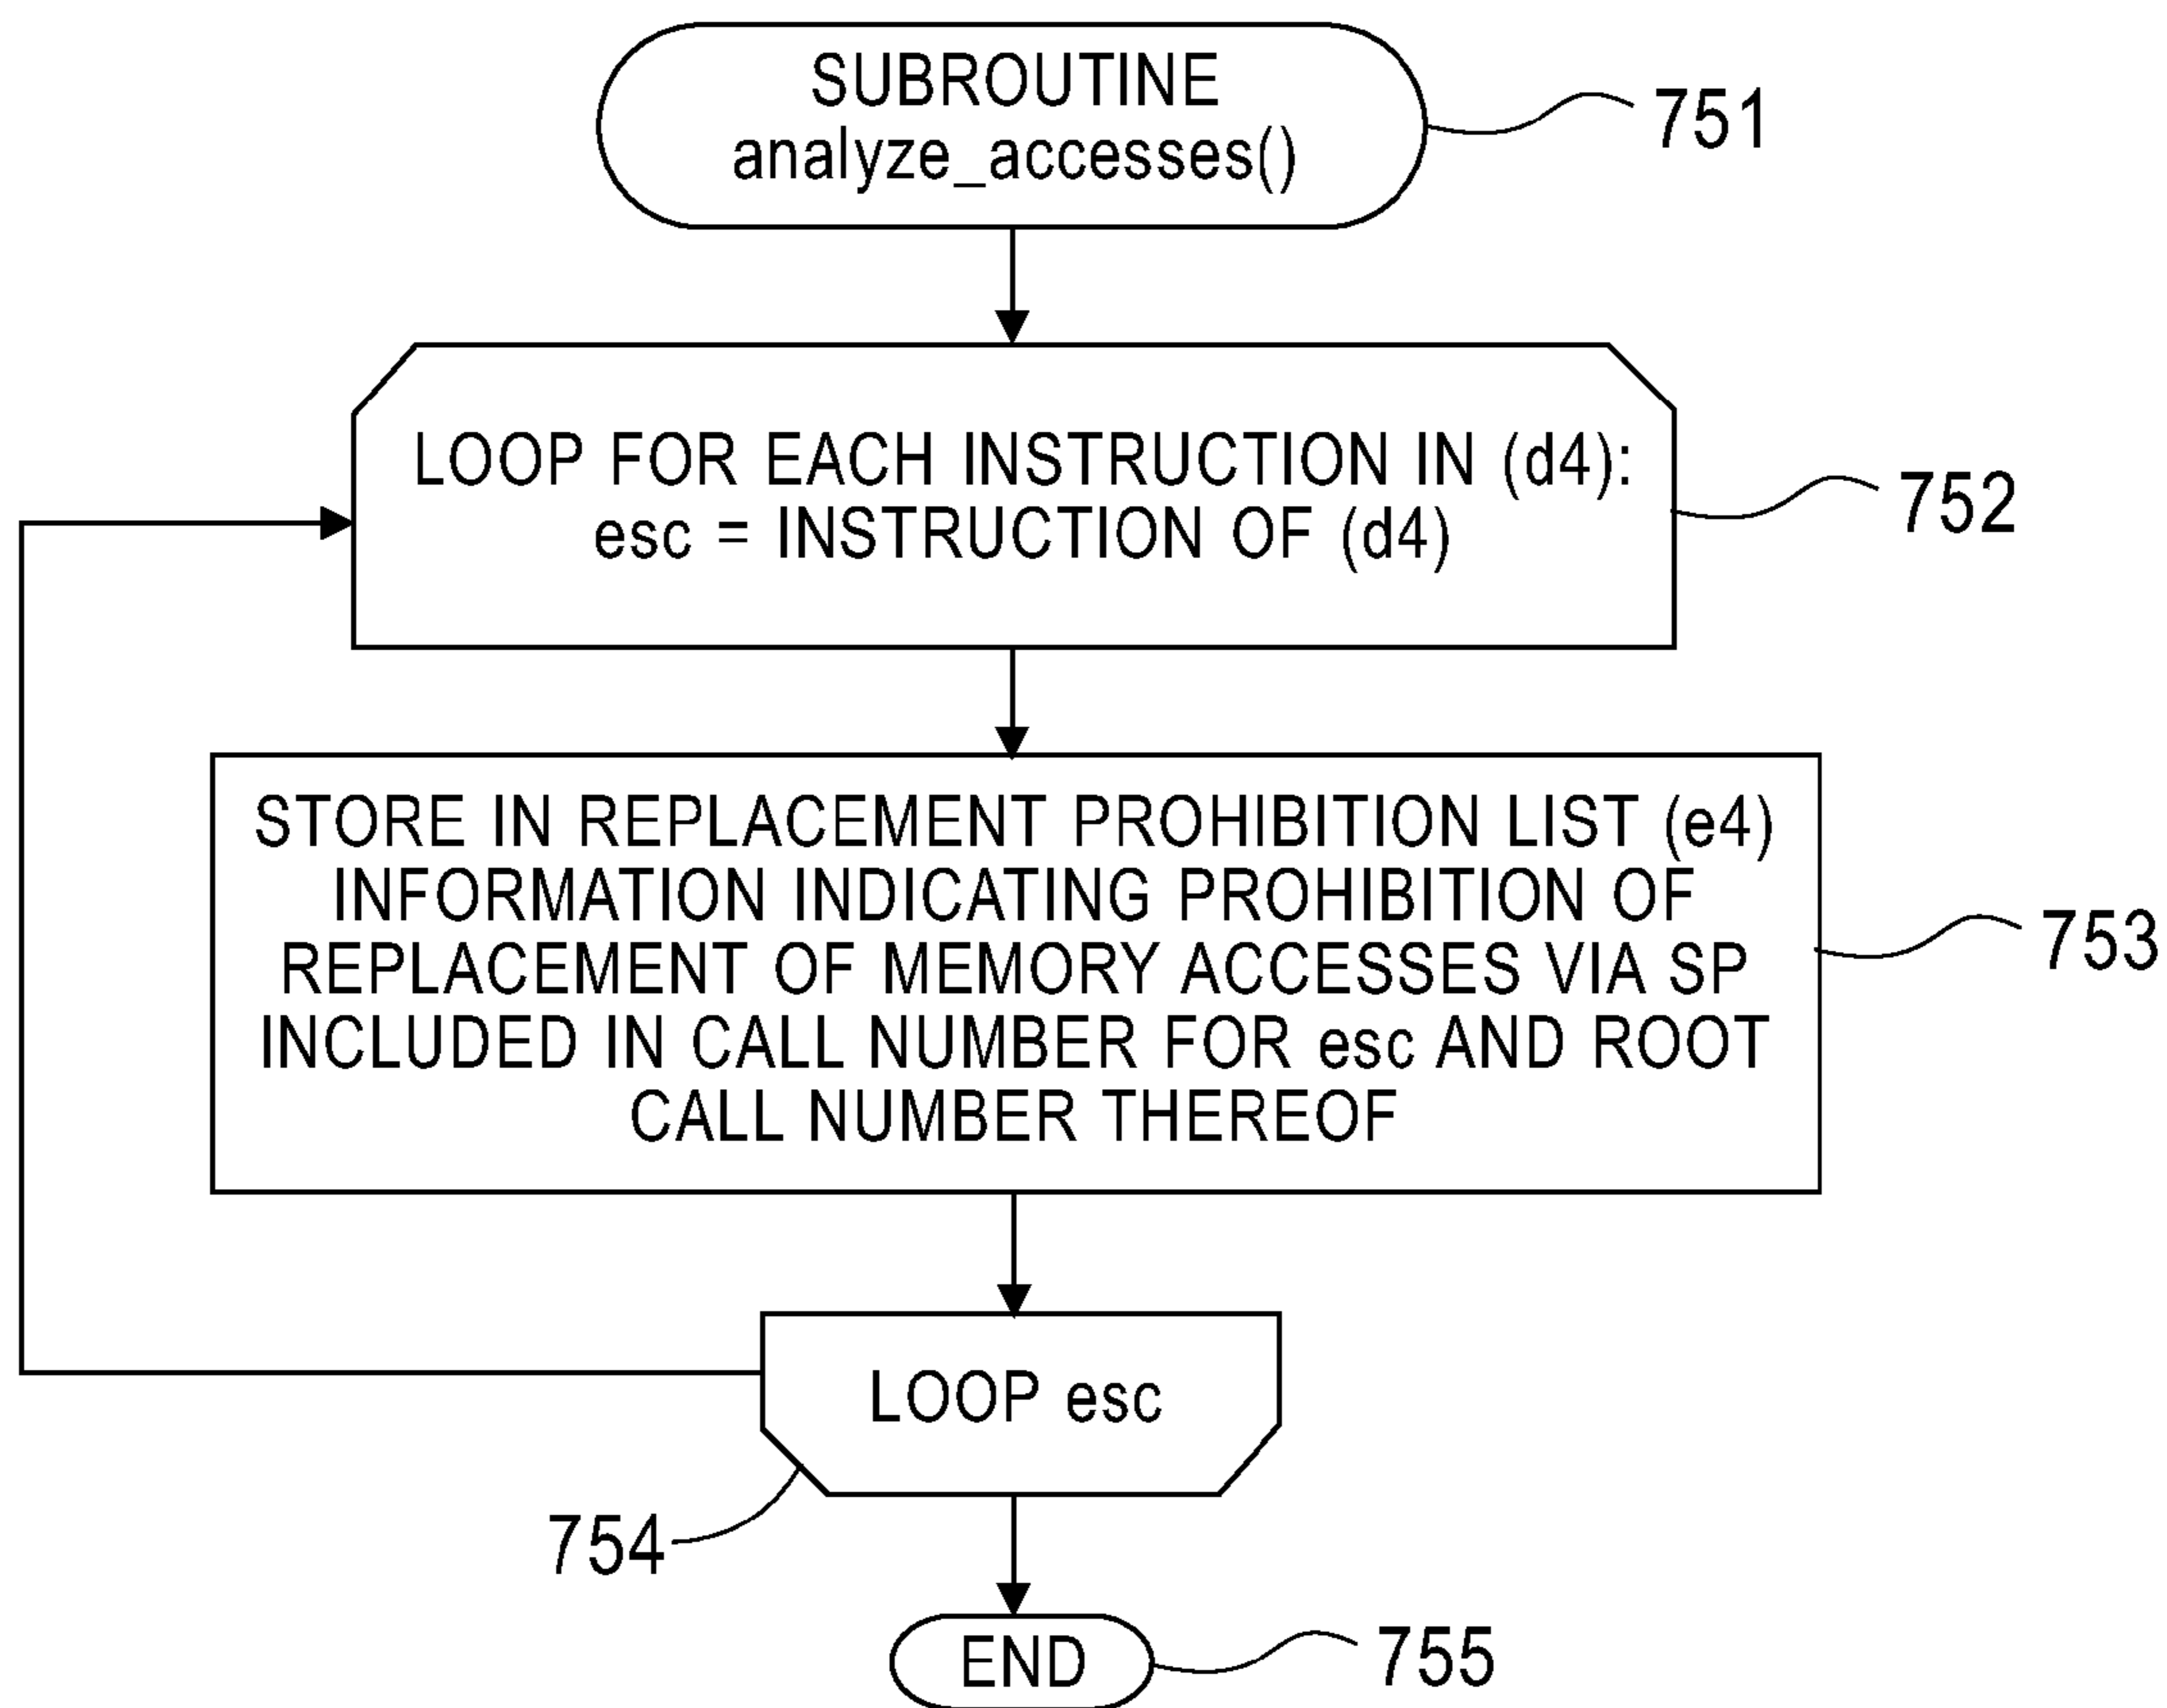 SUBROUTINE
analyze_accesses()
751
LOOP FOR EACH INSTRUCTION IN (d4):
esc = INSTRUCTION OF (d4)
752
STORE IN REPLACEMENT PROHIBITION LIST (e4)
INFORMATION INDICATING PROHIBITION OF
REPLACEMENT OF MEMORY ACCESSES VIA SP
INCLUDED IN CALL NUMBER FOR esc AND ROOT
CALL NUMBER THEREOF
753
LOOP esc
754
END
755